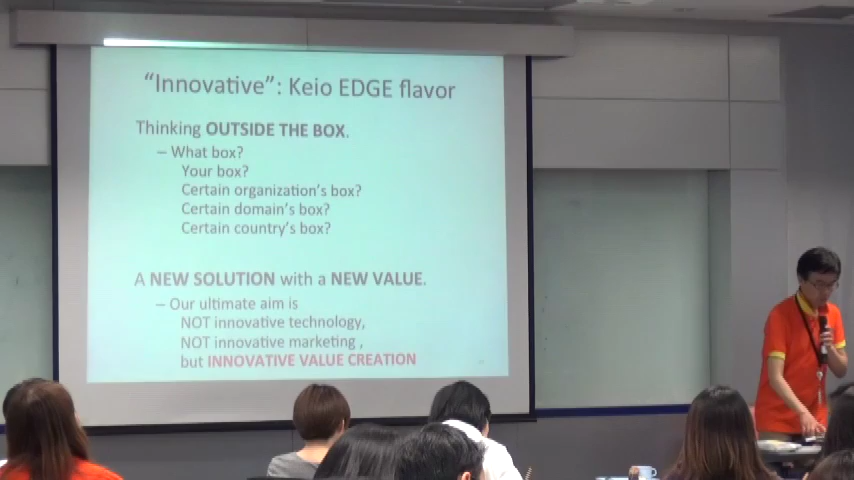 “Innovative”: Keio EDGE flavor
Thinking OUTSIDE THE BOX.
– What box?
Your box?
Certain organization's box?
Certain domain's box?
Certain country's box?
A NEW SOLUTION with a NEW VALUE.
– Our ultimate aim is
NOT innovative technology,
NOT innovative marketing ,
but INNOVATIVE VALUE CREATION